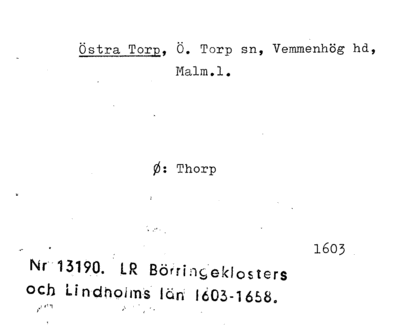 Östra Torp, Ö. Torp sn, Vemmenhög hd,
Malm.l.
Ø: Thorp
1603
Nr 13190. LR Börringeklosters
och Lindholms län 1603-1658.